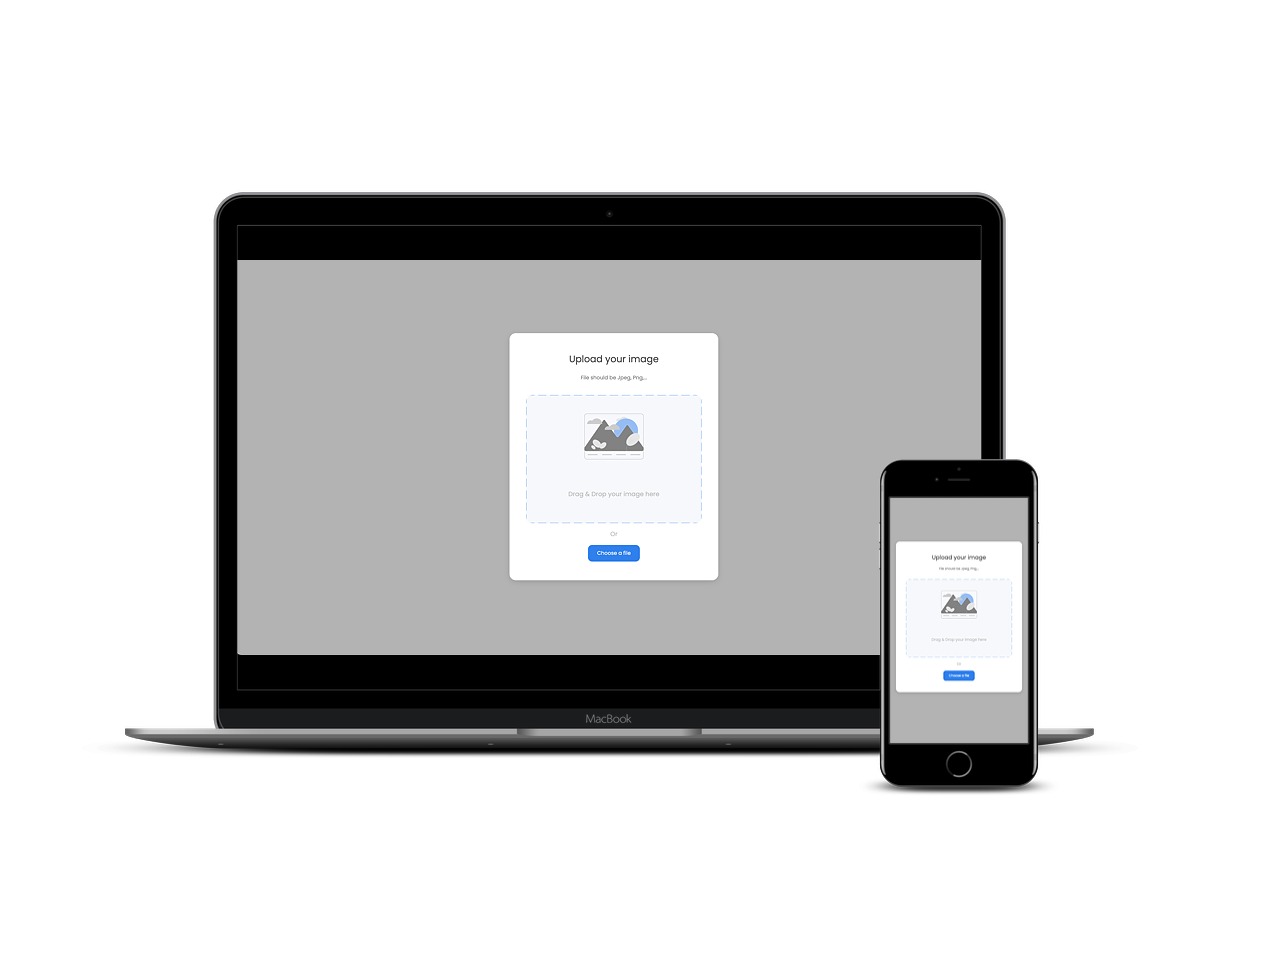 Upload your image
File should be Jpeg, Png,...
Drag & Drop your image here
Or
Choose a file
MacBook
Upload your image
File should be Jpeg, Png,...
Drag & Drop your image here
Or
Choose a file